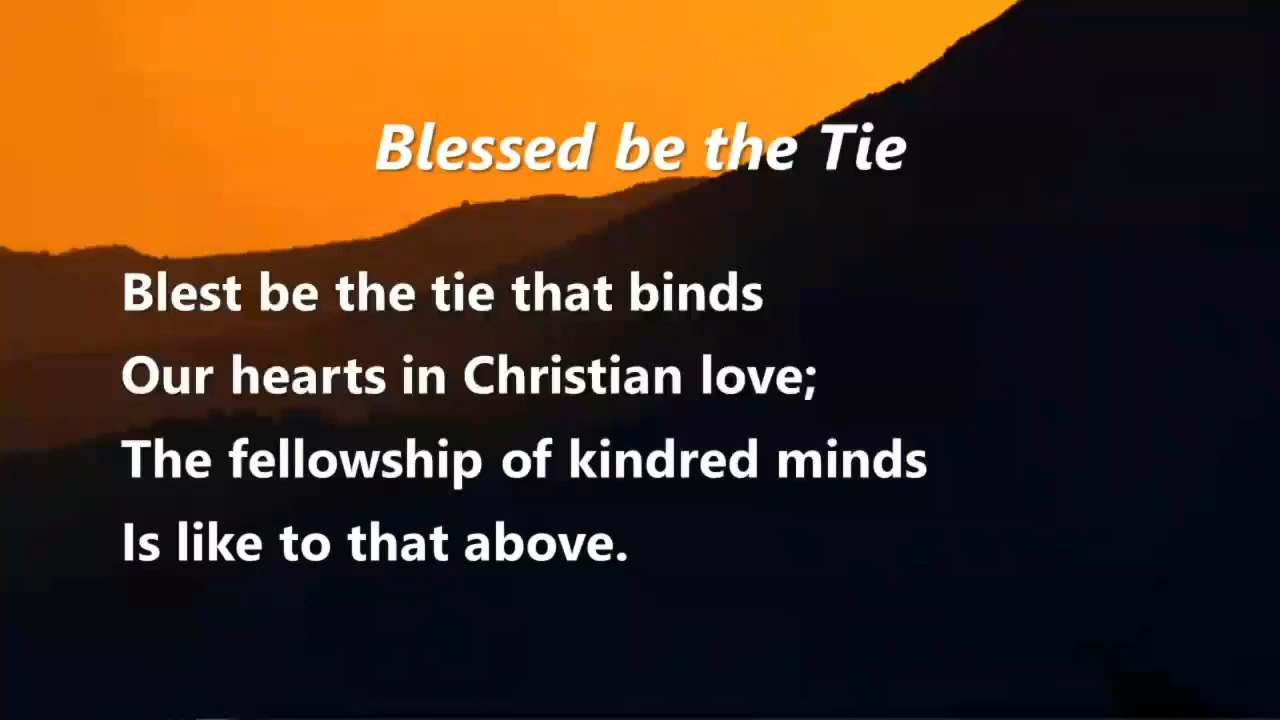 Blessed be the Tie
Blest be the tie that binds
Our hearts in Christian love;
The fellowship of kindred minds
Is like to that above.